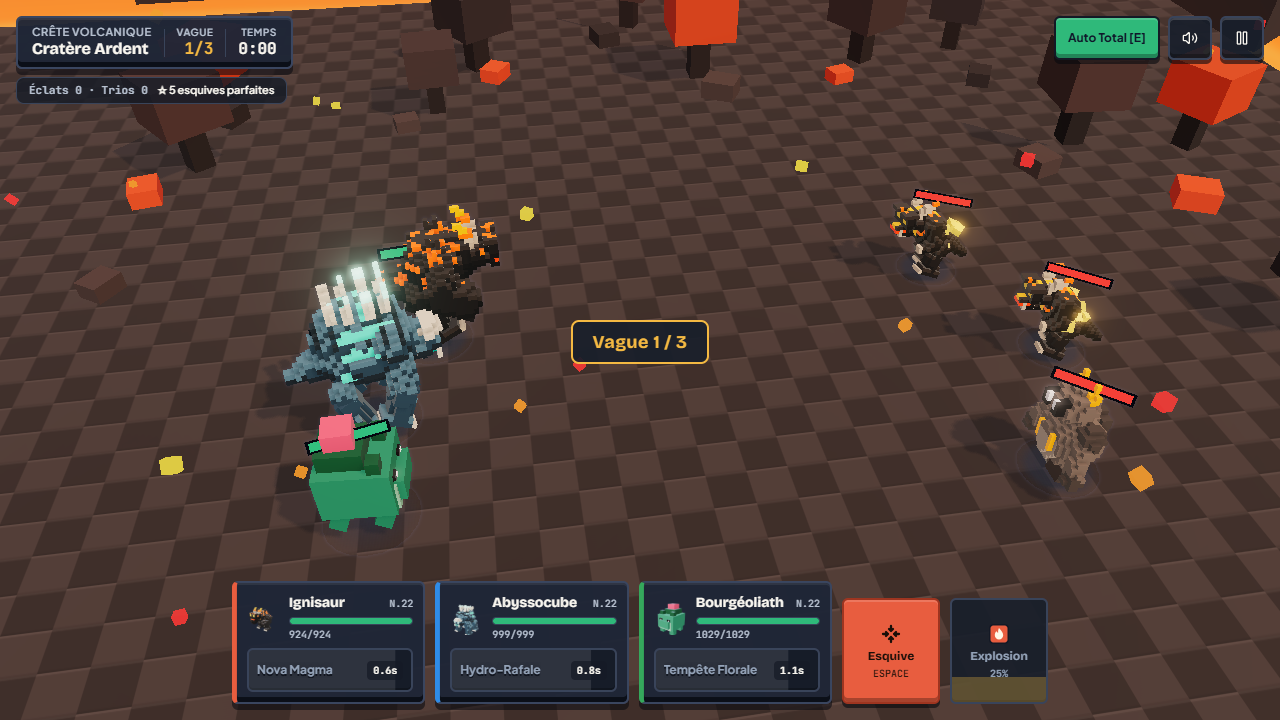 CRÊTE VOLCANIQUE
Cratère Ardent
VAGUE
1/3
TEMPS
0:00
Auto Total [E]
Éclats 0 · Trios 0 ★ 5 esquives parfaites
Vague 1 / 3
Ignisaur N.22
924/924
Nova Magma 0.6s
Abyssocube N.22
999/999
Hydro-Rafale 0.8s
Bourgéoliath N.22
1029/1029
Tempête Florale 1.1s
Esquive
ESPACE
Explosion
25%